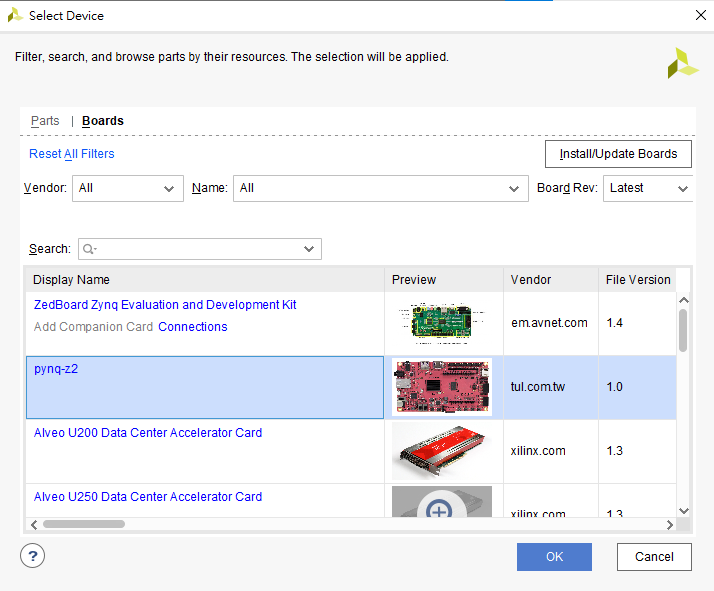 Select Device
Filter, search, and browse parts by their resources. The selection will be applied.
Parts | Boards
Reset All Filters
Install/Update Boards
Vendor: All Name: All Board Rev: Latest
Search: Q-
Display Name Preview Vendor File Version
ZedBoard Zynq Evaluation and Development Kit
Add Companion Card Connections
em.avnet.com 1.4
pynq-z2
tul.com.tw 1.0
Alveo U200 Data Center Accelerator Card
xilinx.com 1.3
Alveo U250 Data Center Accelerator Card
xilinx.com 1.3
? OK Cancel